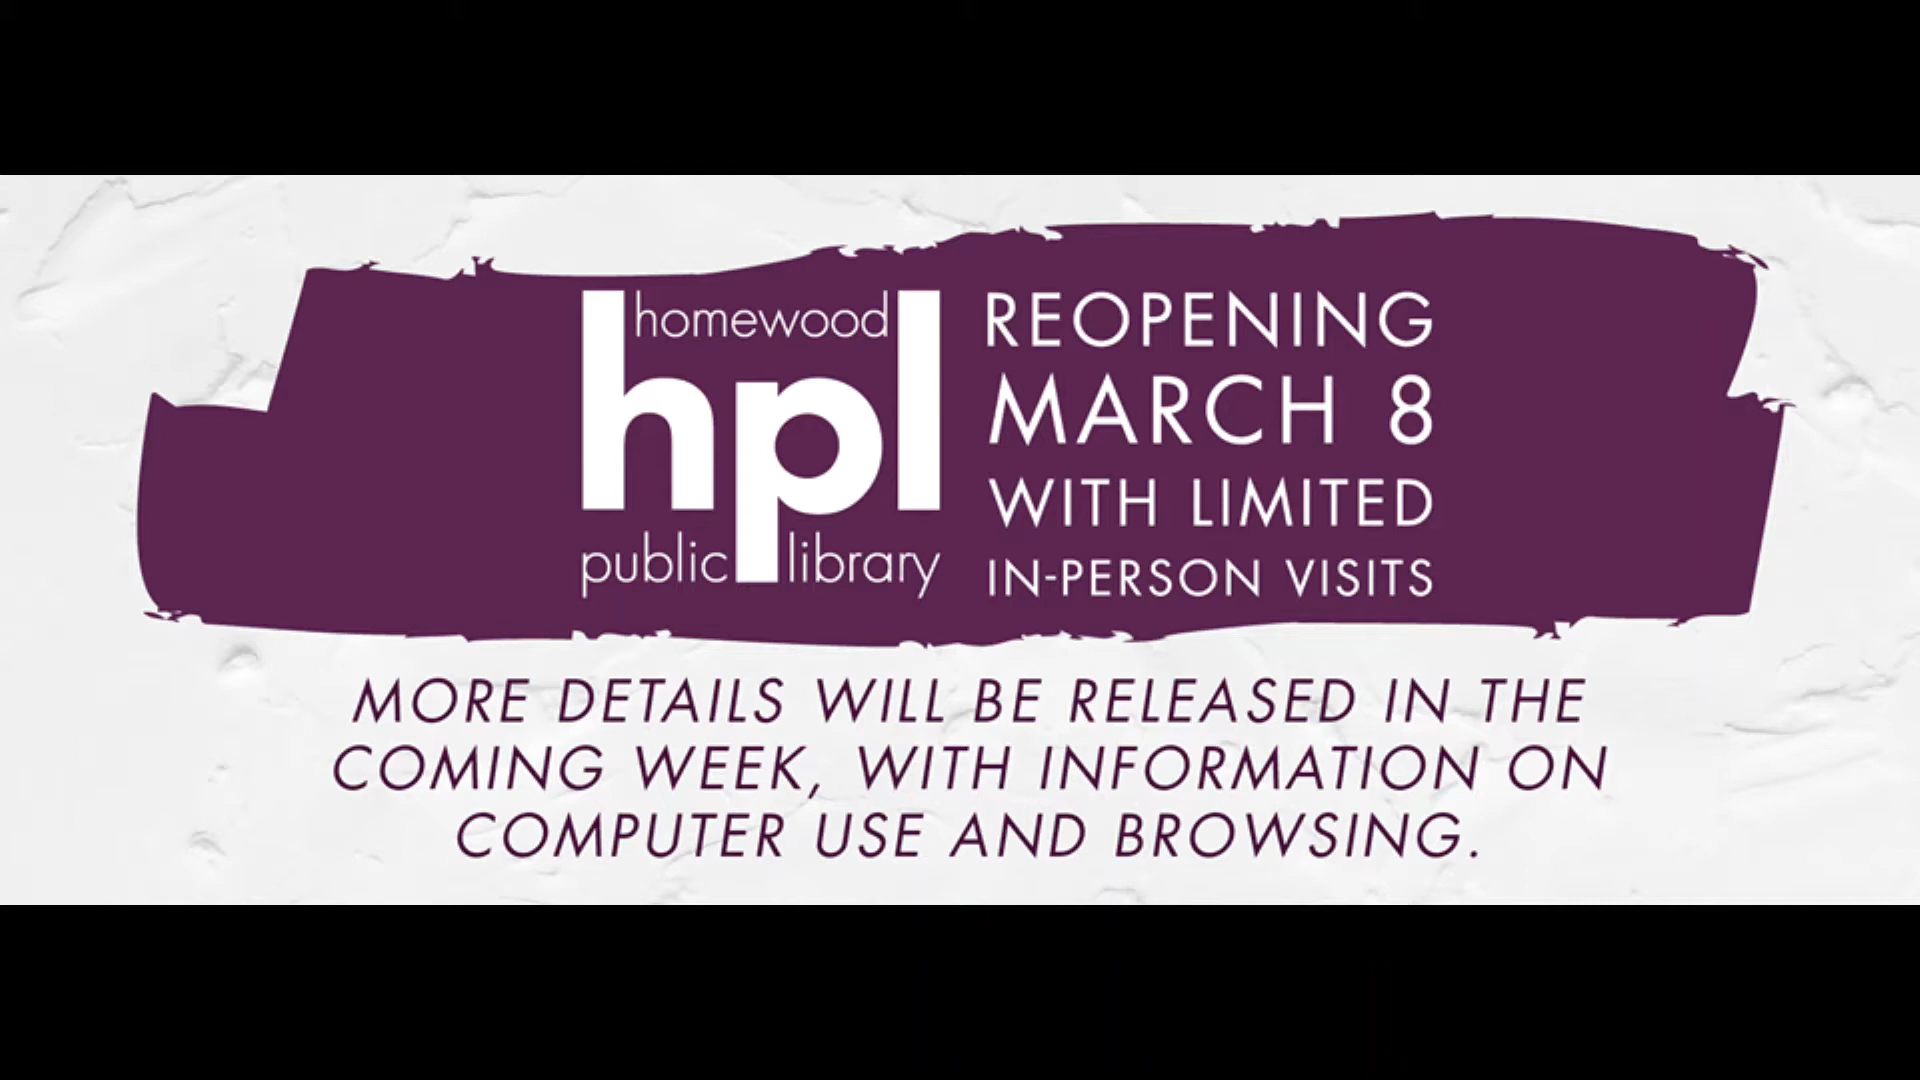 homewood
hpl
public library
REOPENING
MARCH 8
WITH LIMITED
IN-PERSON VISITS
MORE DETAILS WILL BE RELEASED IN THE
COMING WEEK, WITH INFORMATION ON
COMPUTER USE AND BROWSING.